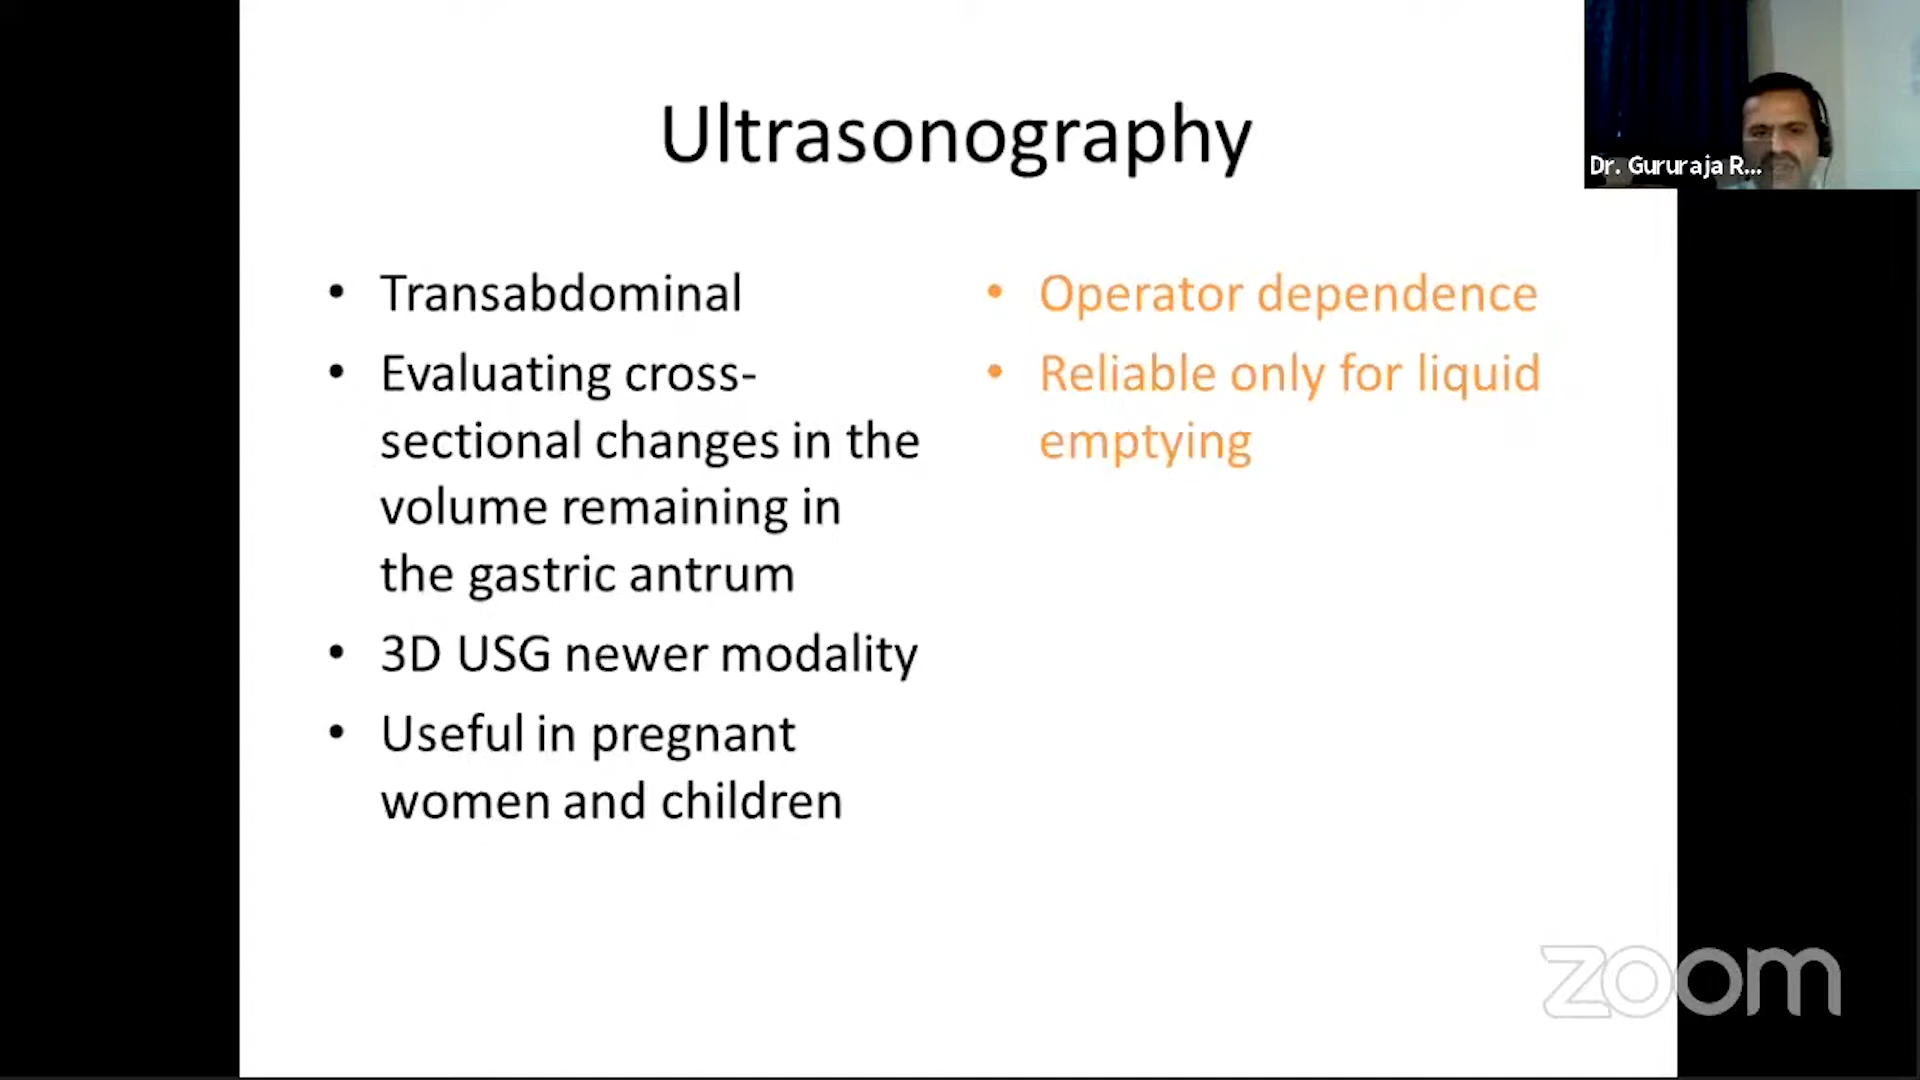 Ultrasonography
• Transabdominal
• Evaluating cross-
sectional changes in the
volume remaining in
the gastric antrum
• 3D USG newer modality
• Useful in pregnant
women and children
• Operator dependence
• Reliable only for liquid
emptying
Dr. Gururaja R...
zoom